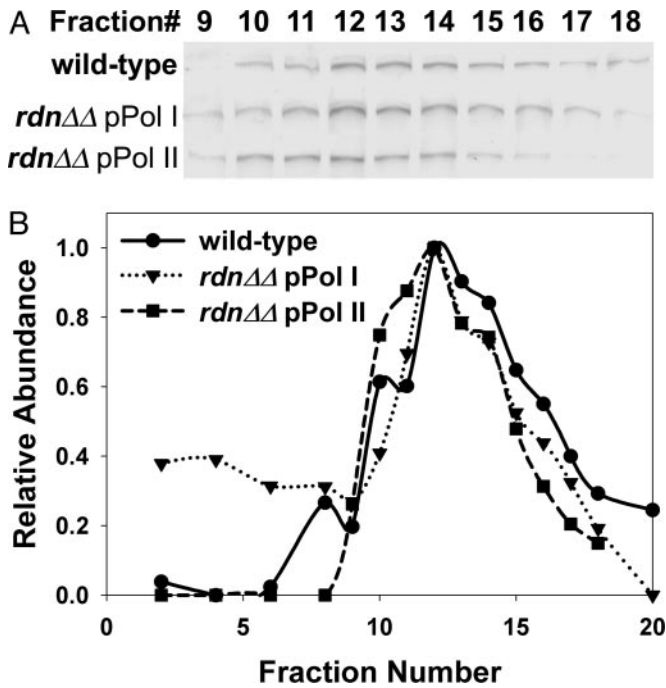 A Fraction# 9 10 11 12 13 14 15 16 17 18
wild-type
rdnΔΔ pPol I
rdnΔΔ pPol II
B
wild-type
rdnΔΔ pPol I
rdnΔΔ pPol II
Relative Abundance
1.0
0.8
0.6
0.4
0.2
0.0
0 5 10 15 20
Fraction Number